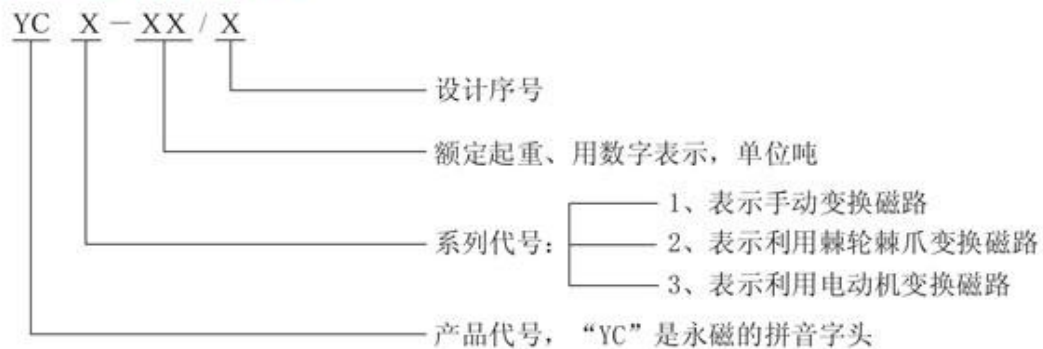 YC X-XX/X
设计序号
额定起重、用数字表示，单位吨
1、表示手动变换磁路
系列代号：
2、表示利用棘轮棘爪变换磁路
3、表示利用电动机变换磁路
产品代号，“YC”是永磁的拼音字头